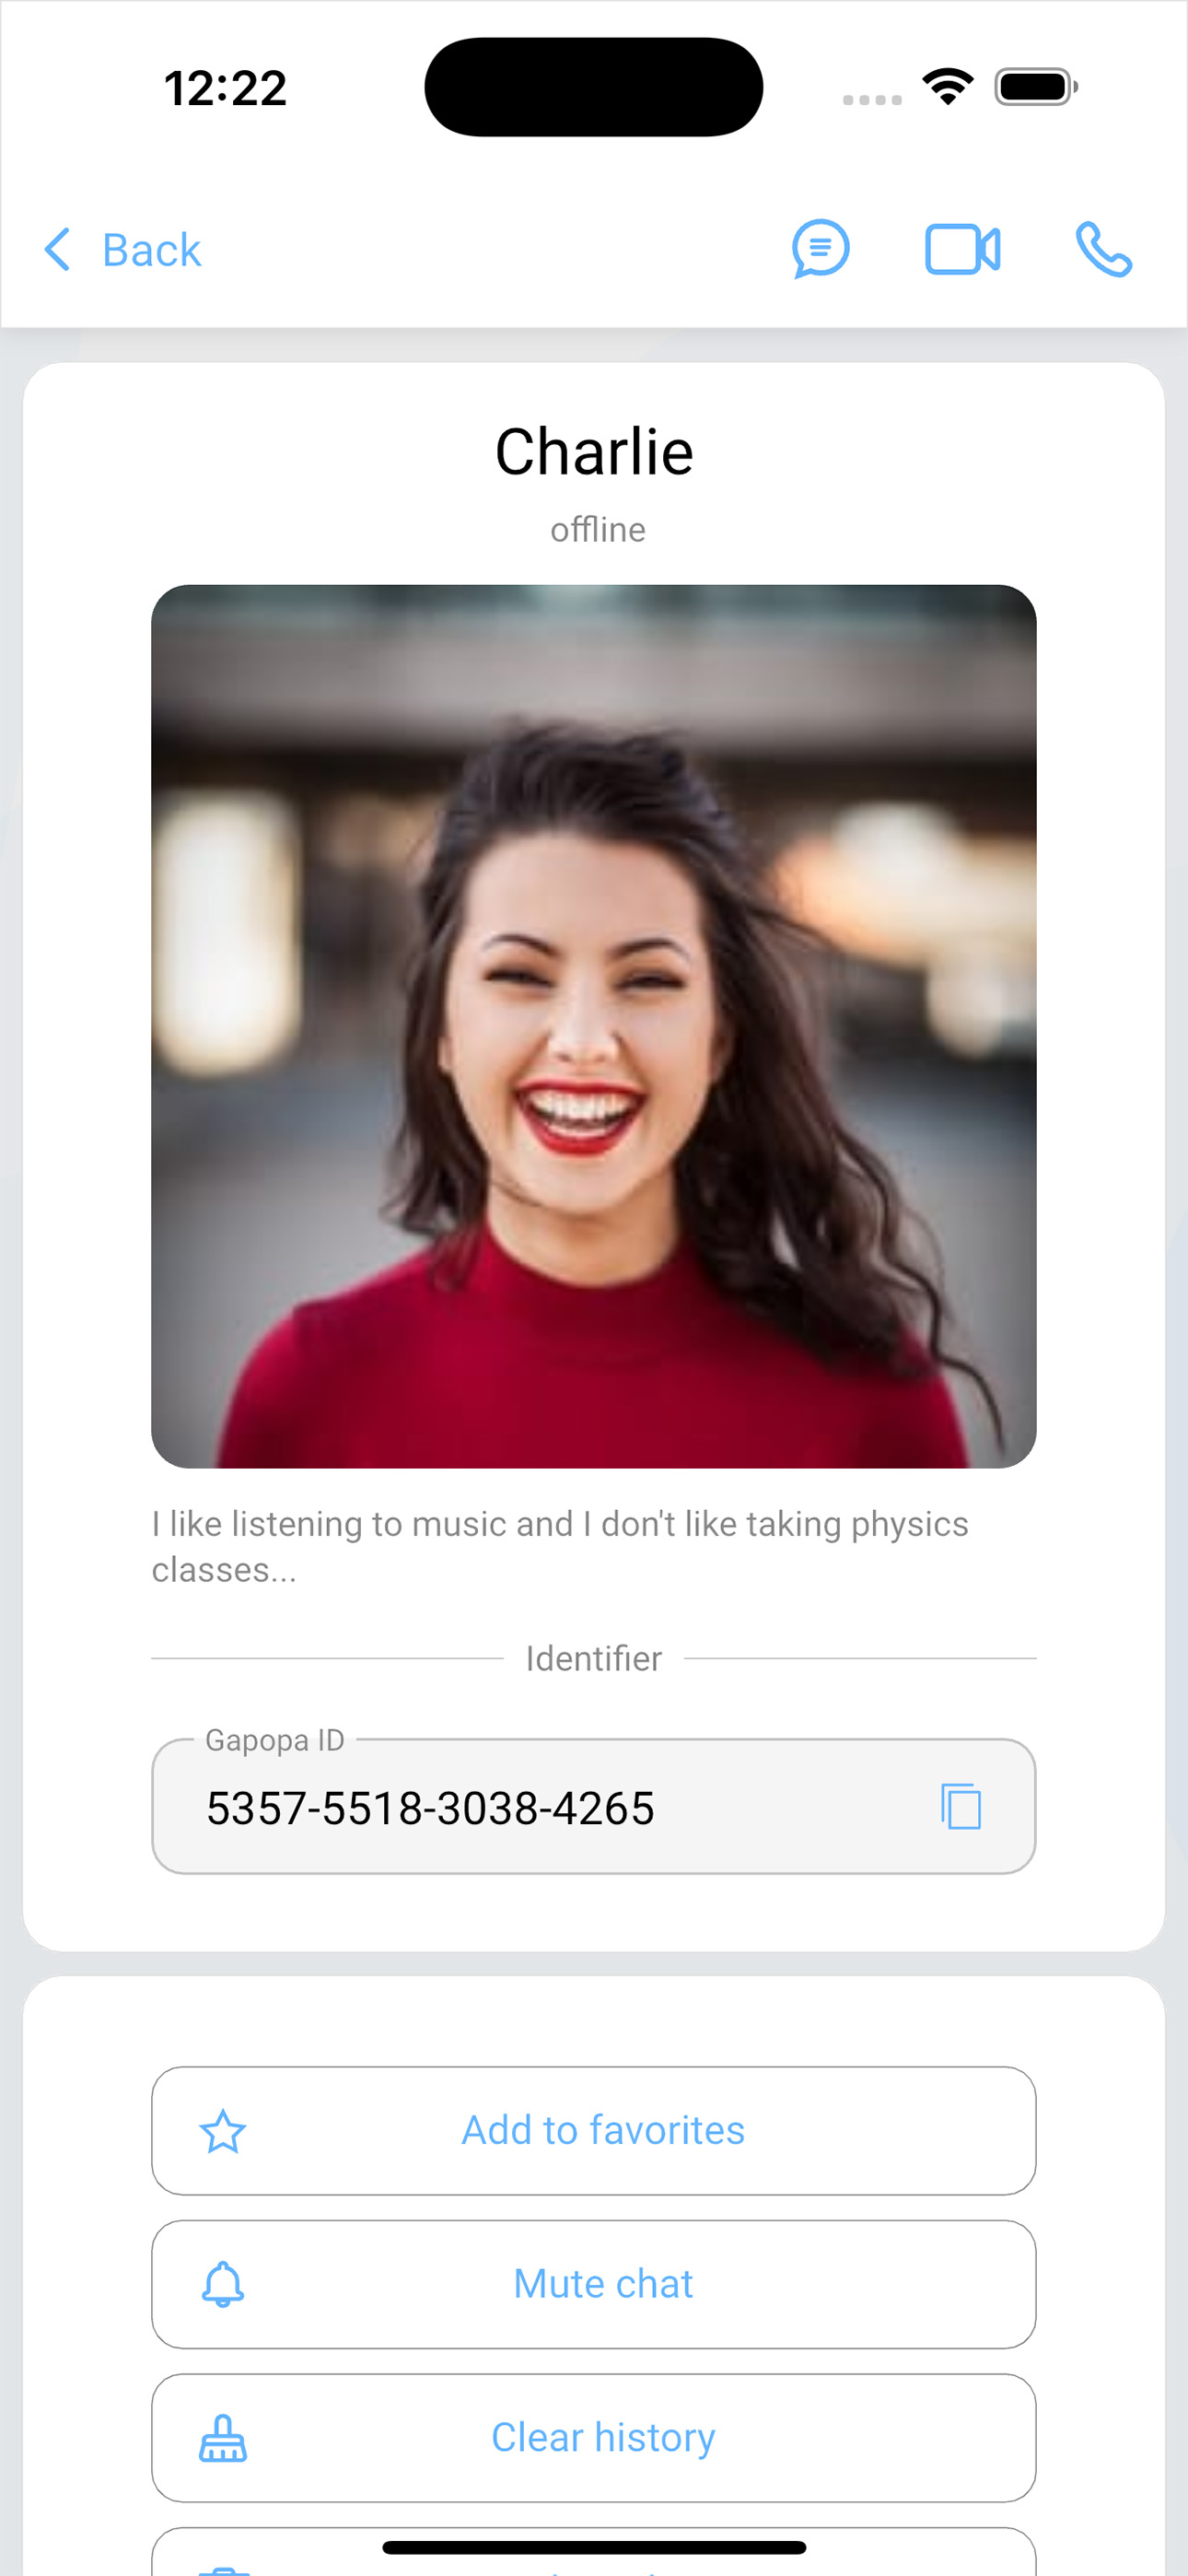 12:22
Back
Charlie
offline
I like listening to music and I don't like taking physics
classes...
Identifier
Gapopa ID
5357-5518-3038-4265
Add to favorites
Mute chat
Clear history